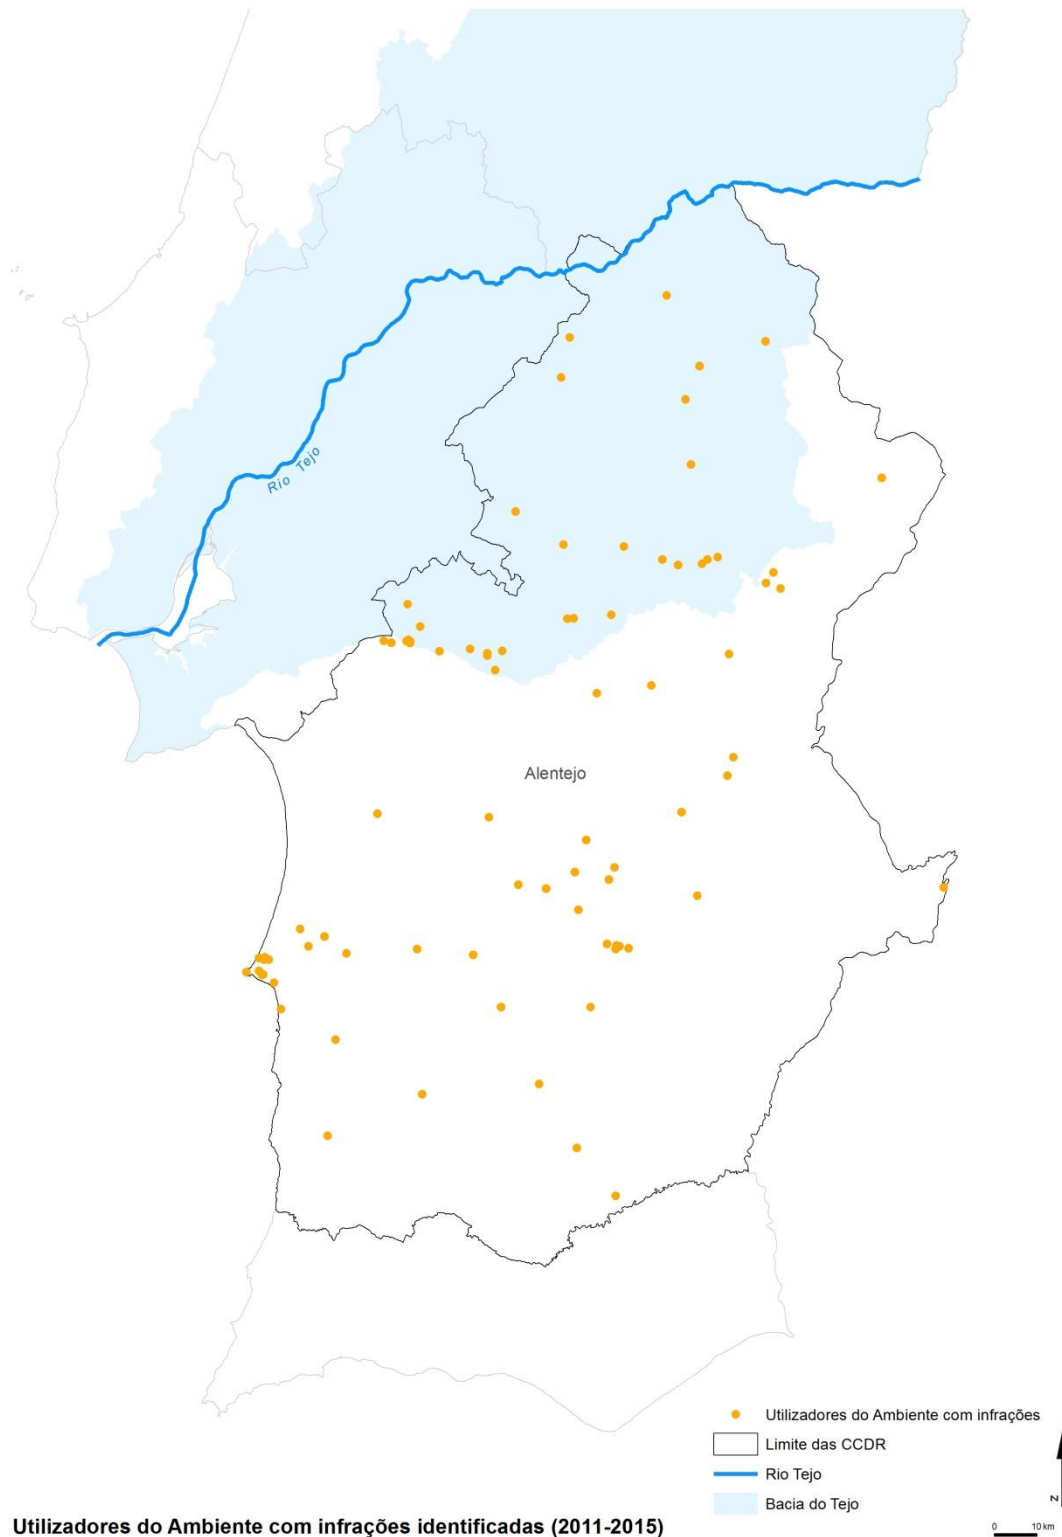 Rio Tejo
Alentejo
Utilizadores do Ambiente com infrações
Limite das CCDR
Rio Tejo
Bacia do Tejo
N
0 10 km
Utilizadores do Ambiente com infrações identificadas (2011-2015)